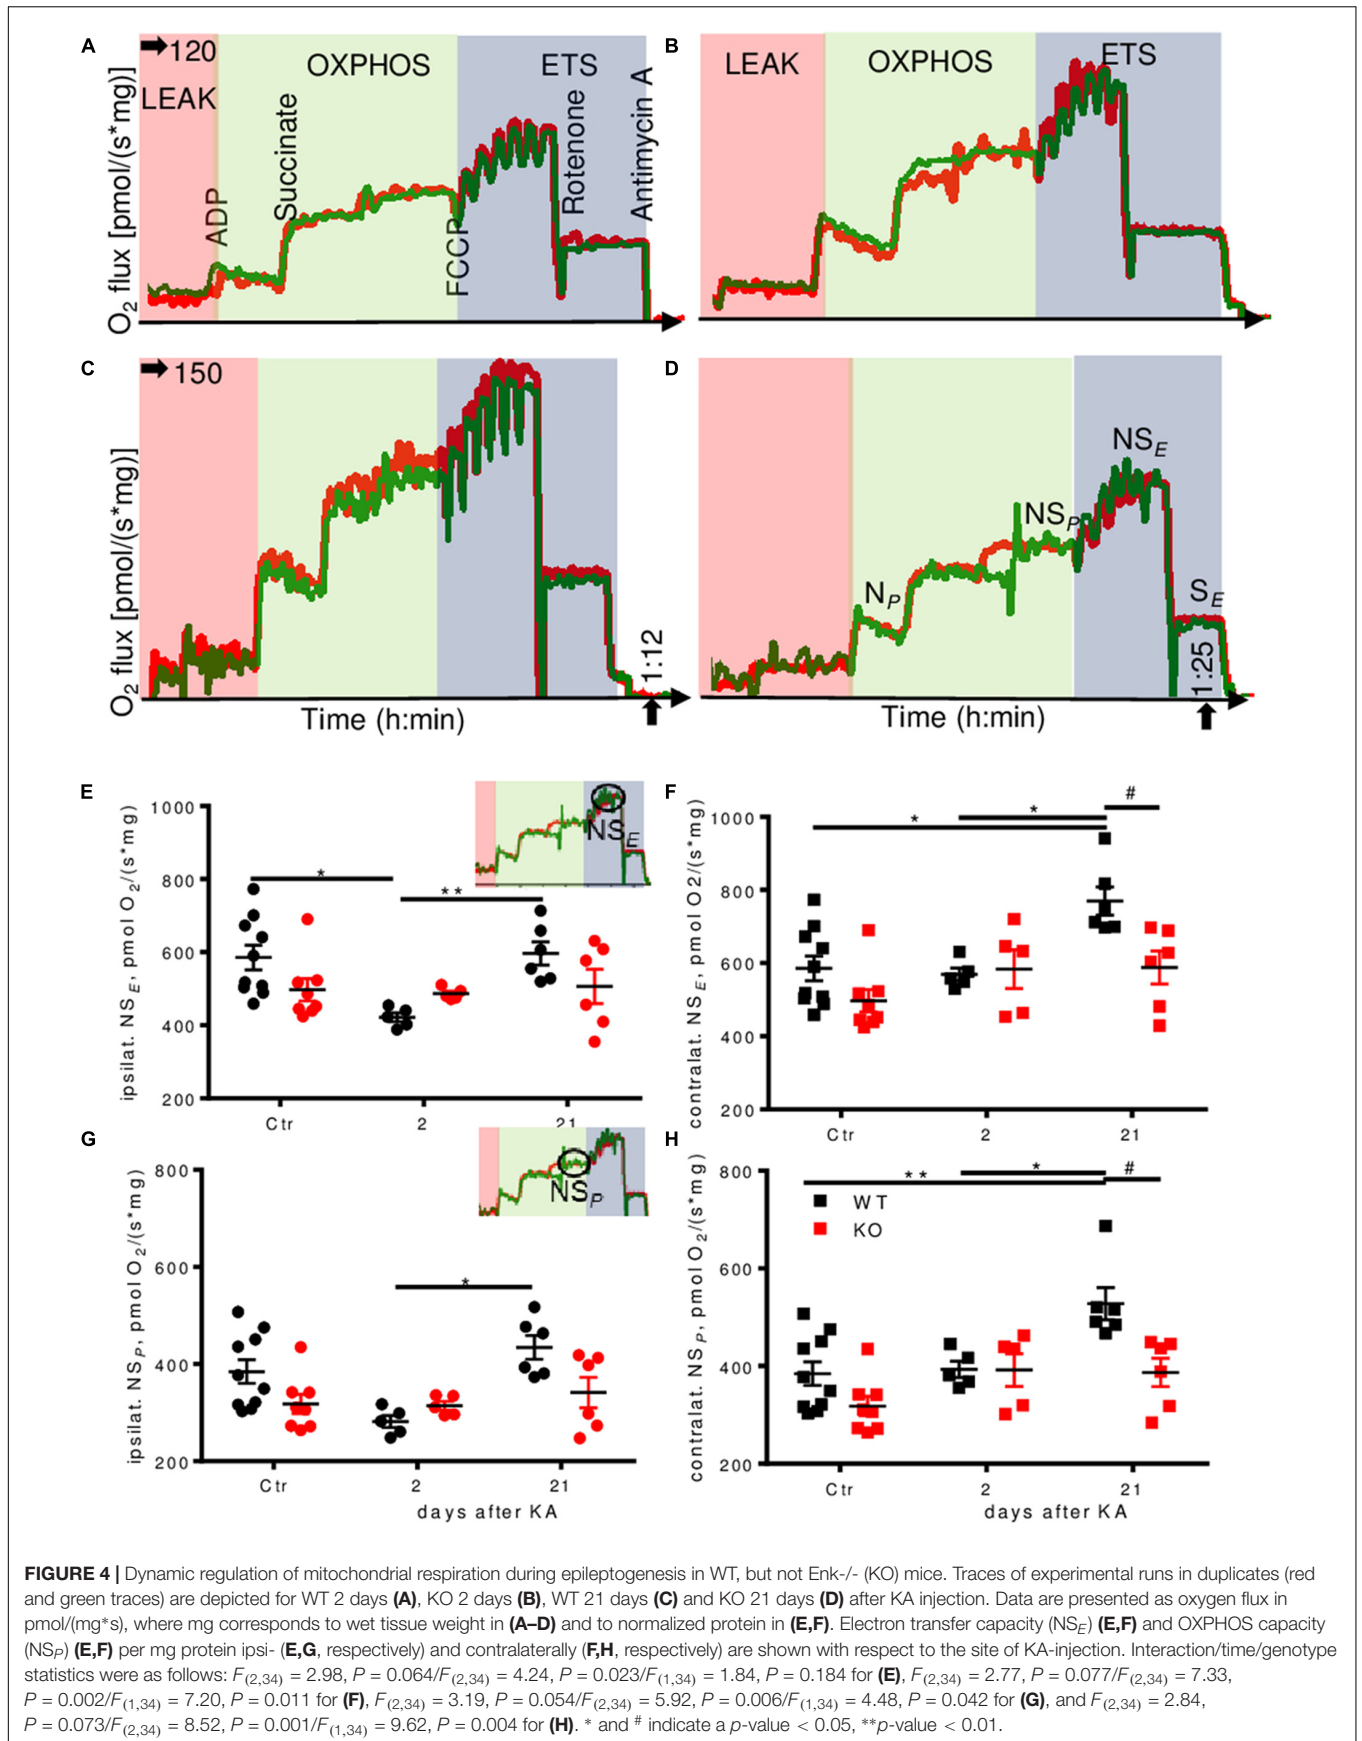 A
➡120
LEAK
OXPHOS
ETS
ADP
Succinate
FCCP
Rotenone
Antimycin A
O2 flux [pmol/(s*mg)]
B
LEAK
OXPHOS
ETS
C
➡150
O2 flux [pmol/(s*mg)]
1:12
Time (h:min)
D
NP
NSP
NSE
SE
1:25
Time (h:min)
E
ipsilat. NSE, pmol O2/(s*mg)
1000
800
600
400
200
*
**
NSE
Ctr
2
21
F
contralat. NSE, pmol O2/(s*mg)
1000
800
600
400
200
*
*
#
Ctr
2
21
G
ipsilat. NSP, pmol O2/(s*mg)
800
600
400
200
*
NSP
Ctr
2
21
days after KA
H
contralat. NSP, pmol O2/(s*mg)
800
600
400
200
**
*
#
WT
KO
Ctr
2
21
days after KA
FIGURE 4 | Dynamic regulation of mitochondrial respiration during epileptogenesis in WT, but not Enk-/- (KO) mice. Traces of experimental runs in duplicates (red
and green traces) are depicted for WT 2 days (A), KO 2 days (B), WT 21 days (C) and KO 21 days (D) after KA injection. Data are presented as oxygen flux in
pmol/(mg*s), where mg corresponds to wet tissue weight in (A–D) and to normalized protein in (E,F). Electron transfer capacity (NSE) (E,F) and OXPHOS capacity
(NSP) (E,F) per mg protein ipsi- (E,G, respectively) and contralaterally (F,H, respectively) are shown with respect to the site of KA-injection. Interaction/time/genotype
statistics were as follows: F(2,34) = 2.98, P = 0.064/F(2,34) = 4.24, P = 0.023/F(1,34) = 1.84, P = 0.184 for (E), F(2,34) = 2.77, P = 0.077/F(2,34) = 7.33,
P = 0.002/F(1,34) = 7.20, P = 0.011 for (F), F(2,34) = 3.19, P = 0.054/F(2,34) = 5.92, P = 0.006/F(1,34) = 4.48, P = 0.042 for (G), and F(2,34) = 2.84,
P = 0.073/F(2,34) = 8.52, P = 0.001/F(1,34) = 9.62, P = 0.004 for (H). * and # indicate a p-value < 0.05, **p-value < 0.01.